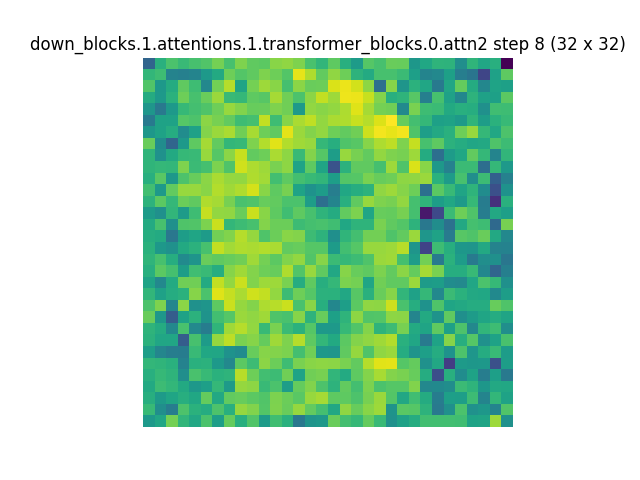 down_blocks.1.attentions.1.transformer_blocks.0.attn2 step 8 (32 x 32)